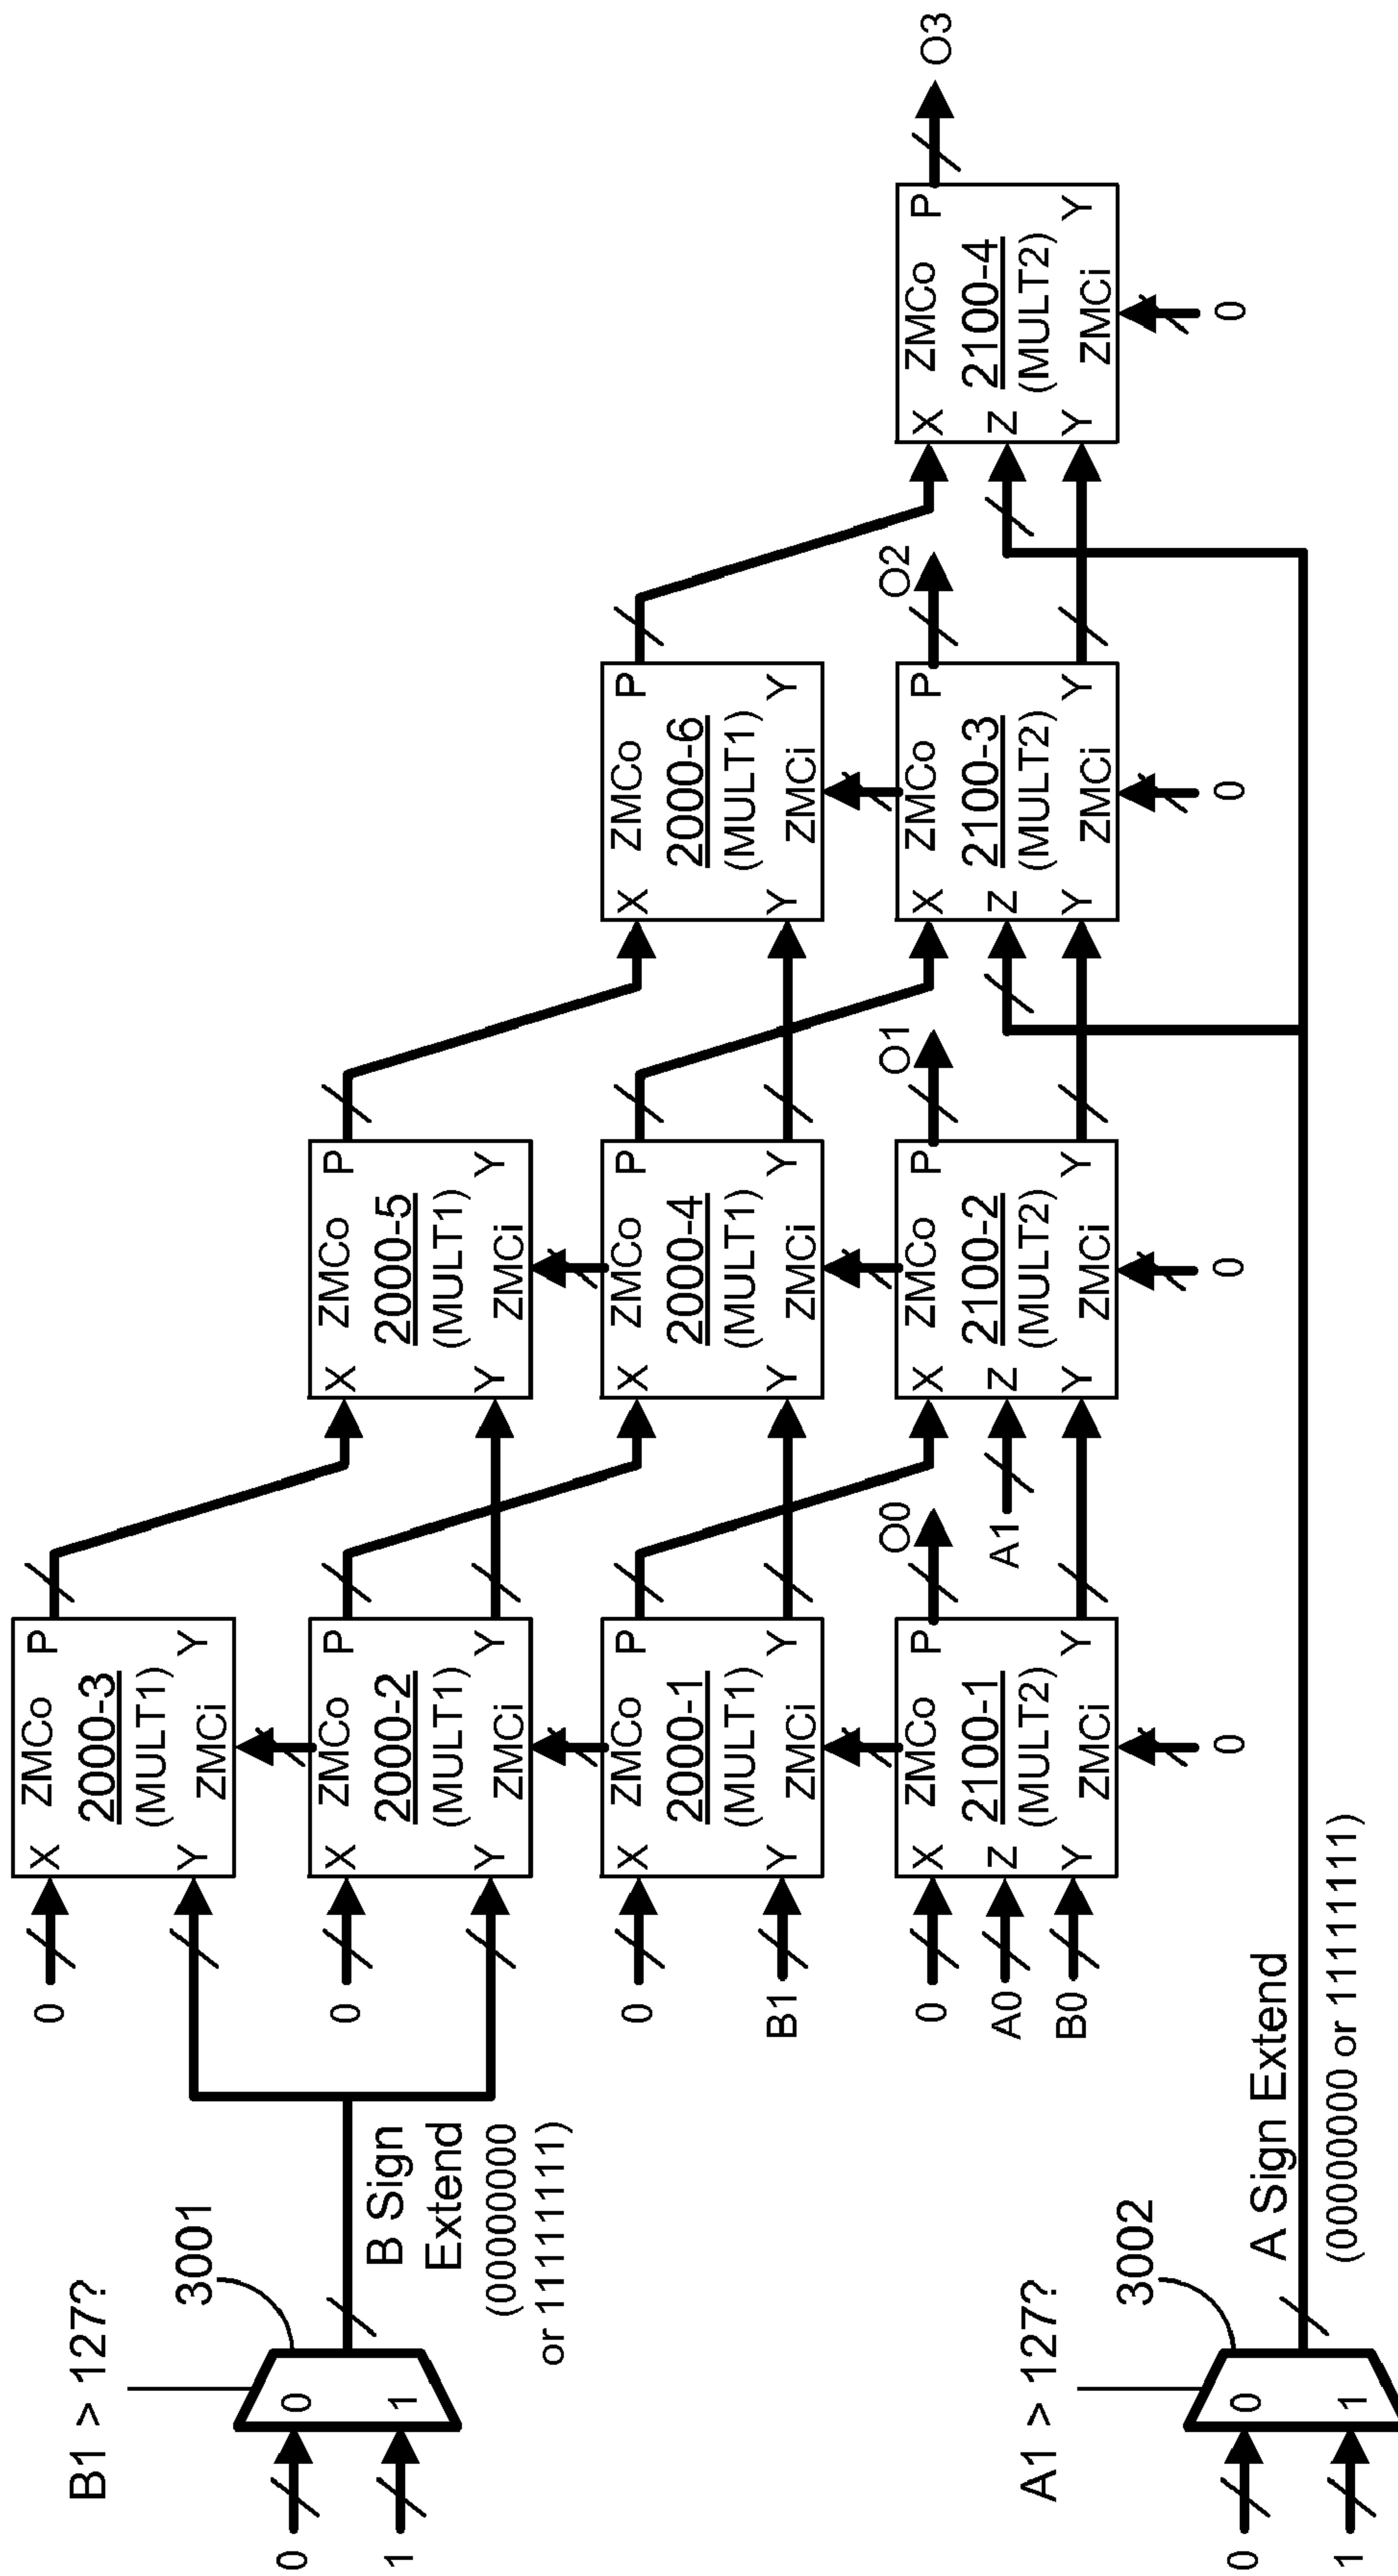 B1 > 127?
3001
0
1
0
1
B Sign
Extend
(00000000
or 11111111)
0
X ZMCo P
2000-3
(MULT1)
Y Y
ZMCi
0
X ZMCo P
2000-2
(MULT1)
Y Y
ZMCi
X ZMCo P
2000-5
(MULT1)
Y Y
ZMCi
0
B1
X ZMCo P
2000-1
(MULT1)
Y Y
ZMCi
X ZMCo P
2000-4
(MULT1)
Y Y
ZMCi
X ZMCo P
2000-6
(MULT1)
Y Y
ZMCi
0
A0
B0
X ZMCo P
Z 2100-1
(MULT2)
Y Y
ZMCi
0
O0
A1
X ZMCo P
Z 2100-2
(MULT2)
Y Y
ZMCi
0
O1
X ZMCo P
Z 2100-3
(MULT2)
Y Y
ZMCi
0
O2
X ZMCo P
Z 2100-4
(MULT2)
Y Y
ZMCi
0
O3
A1 > 127?
3002
0
1
0
1
A Sign Extend
(00000000 or 11111111)